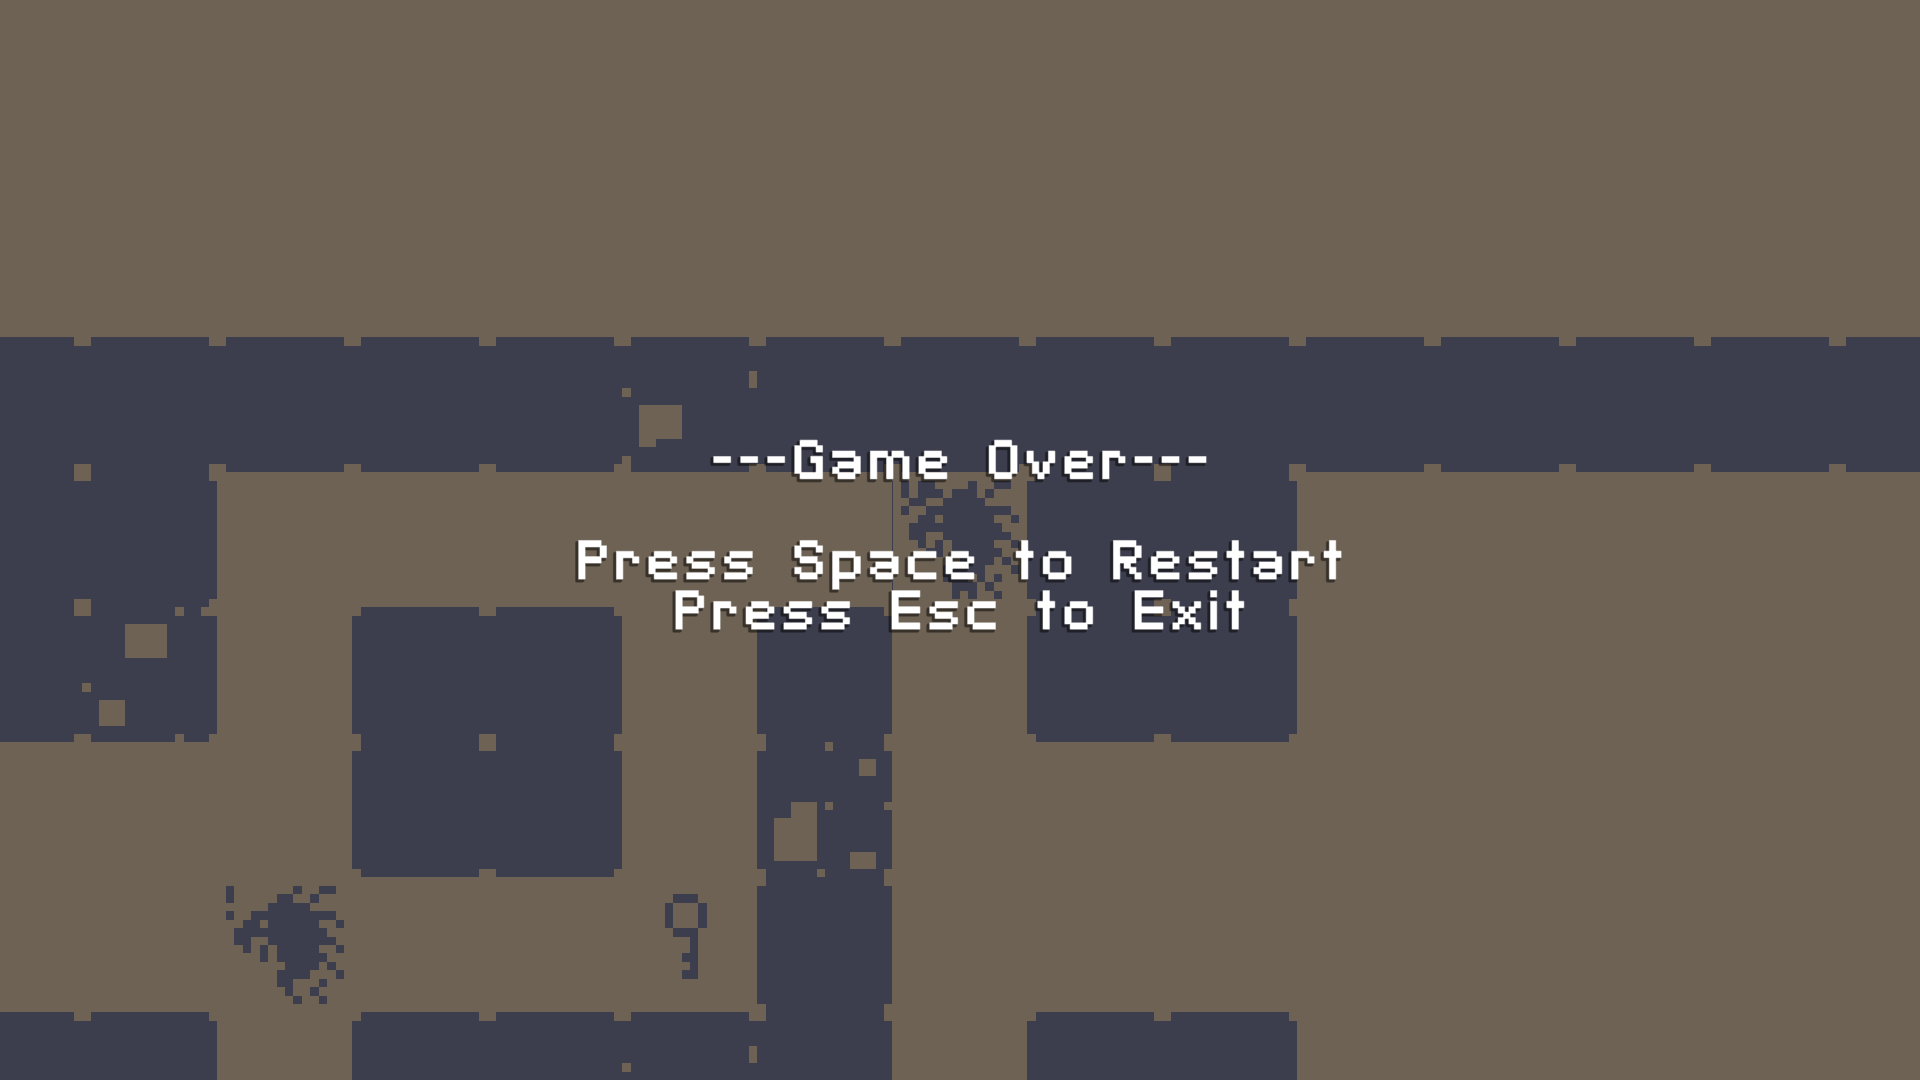 ---Game Over---
Press Space to Restart
Press Esc to Exit